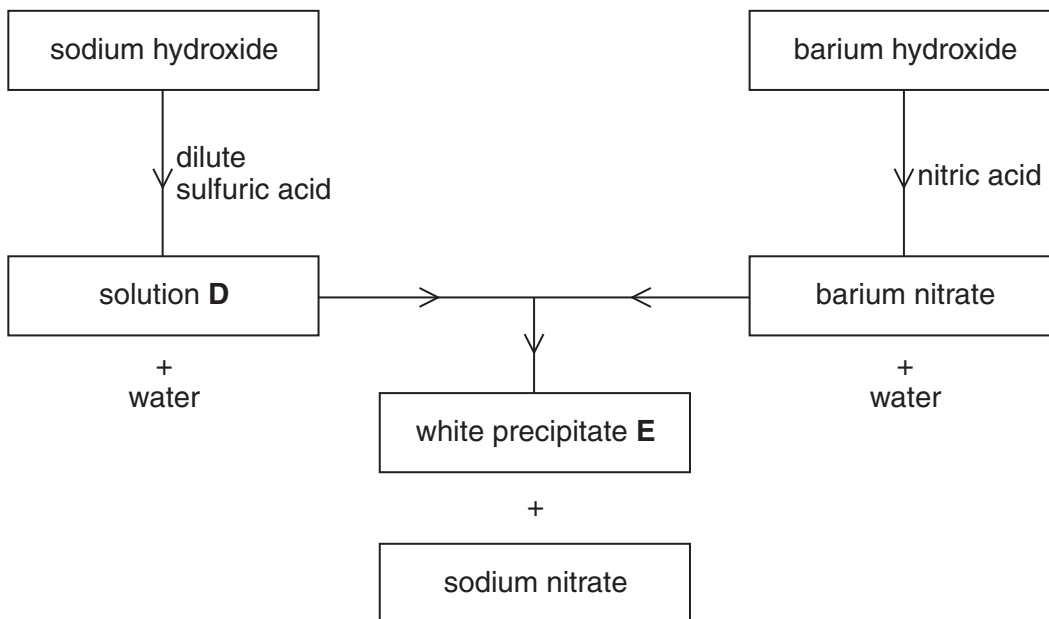 sodium hydroxide
barium hydroxide
dilute
sulfuric acid
nitric acid
solution D
barium nitrate
+
water
+
water
white precipitate E
+
sodium nitrate